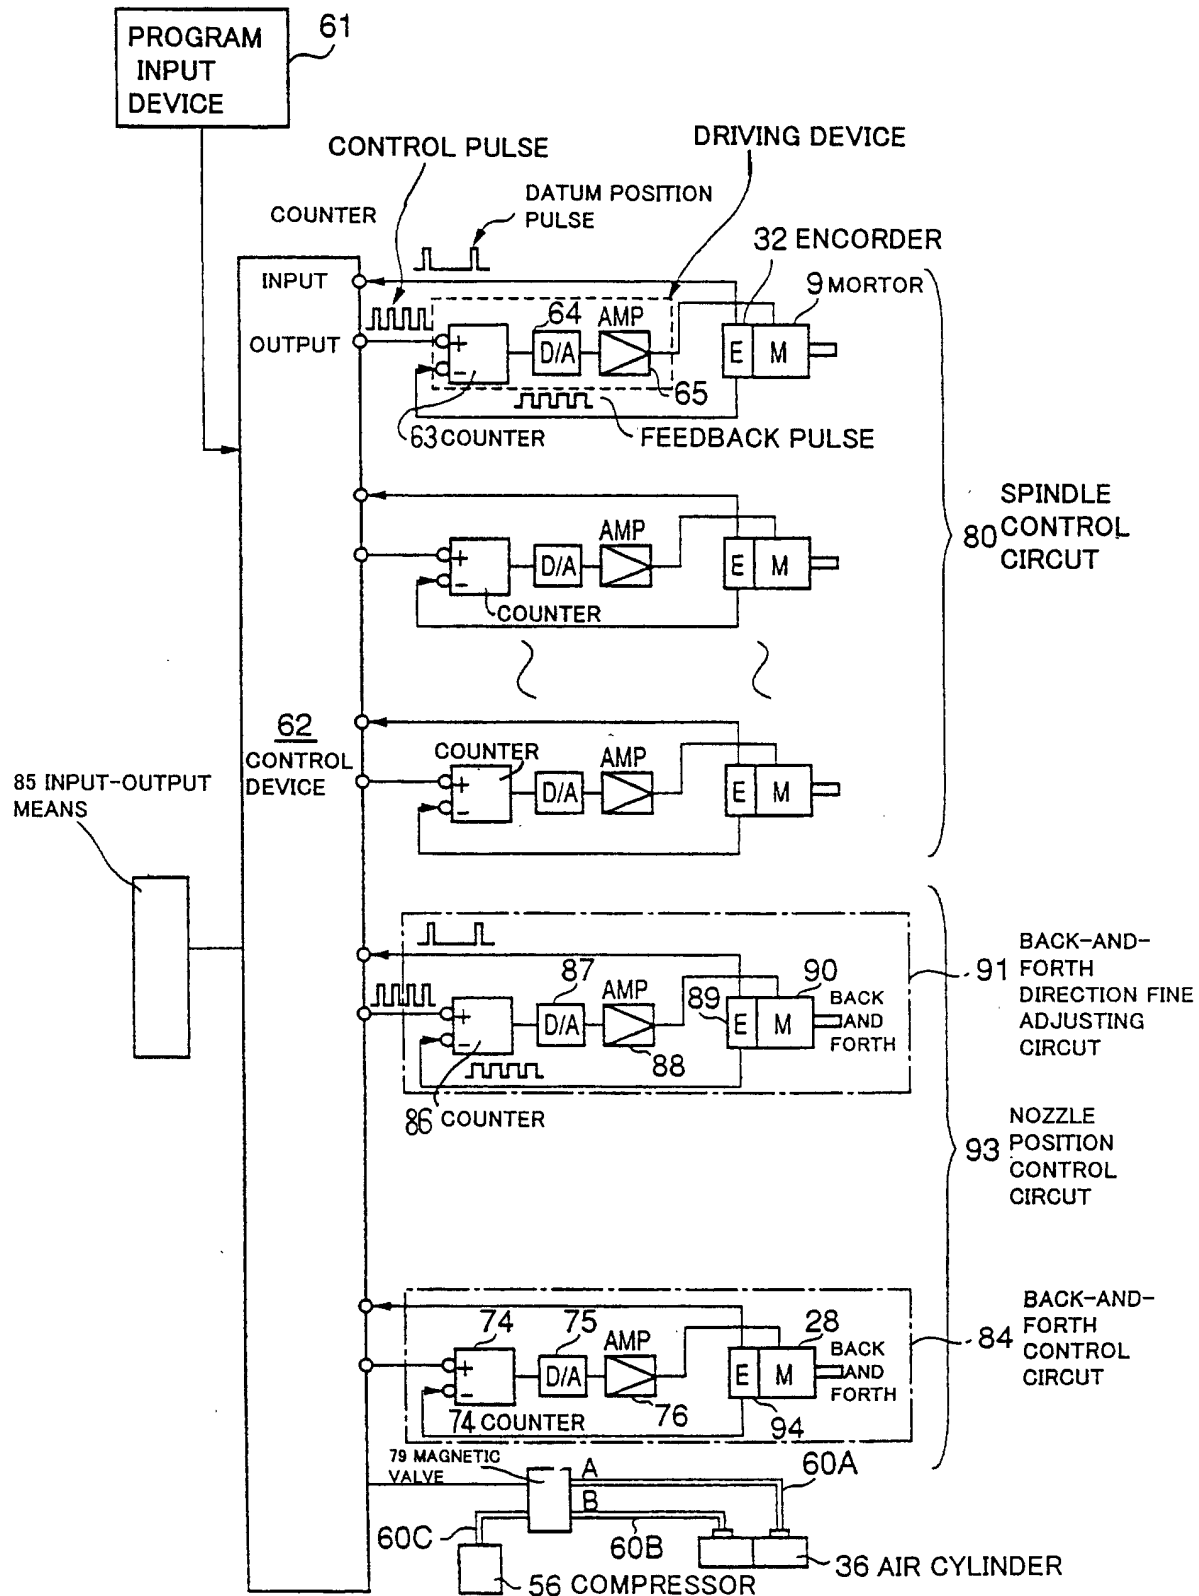 PROGRAM
INPUT
DEVICE
61
CONTROL PULSE
DRIVING DEVICE
COUNTER
DATUM POSITION
PULSE
32 ENCORDER
9 MORTOR
INPUT
OUTPUT
+
−
64
D/A
AMP
65
E
M
63 COUNTER
FEEDBACK PULSE
+
−
D/A
AMP
E
M
COUNTER
80
SPINDLE
CONTROL
CIRCUT
62
CONTROL
DEVICE
COUNTER
+
−
D/A
AMP
E
M
85 INPUT-OUTPUT
MEANS
+
−
87
D/A
AMP
88
89
E
M
90
BACK
AND
FORTH
86 COUNTER
91
BACK-AND-
FORTH
DIRECTION FINE
ADJUSTING
CIRCUT
93
NOZZLE
POSITION
CONTROL
CIRCUT
74
+
−
75
D/A
AMP
76
E
M
28
BACK
AND
FORTH
94
74 COUNTER
84
BACK-AND-
FORTH
CONTROL
CIRCUT
79 MAGNETIC
VALVE
A
B
60A
60B
60C
56 COMPRESSOR
36 AIR CYLINDER